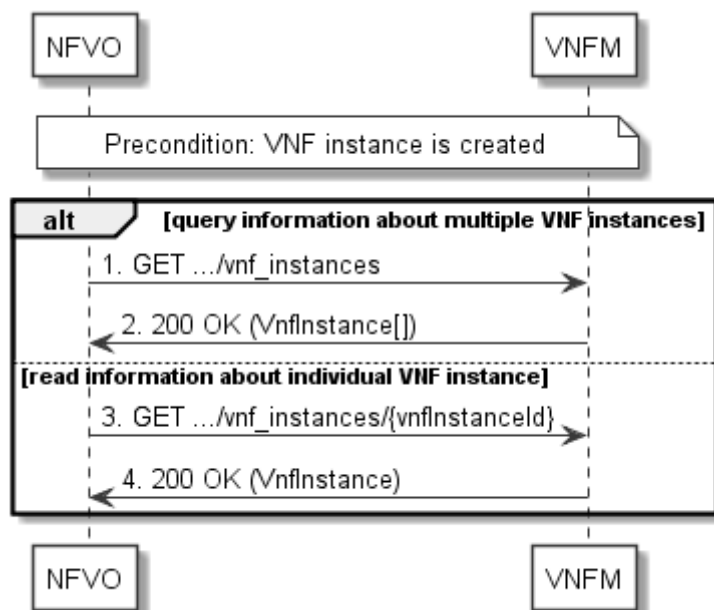 NFVO VNFM
Precondition: VNF instance is created
alt [query information about multiple VNF instances]
1. GET .../vnf_instances
2. 200 OK (VnfInstance[])
[read information about individual VNF instance]
3. GET .../vnf_instances/{vnfInstanceId}
4. 200 OK (VnfInstance)
NFVO VNFM